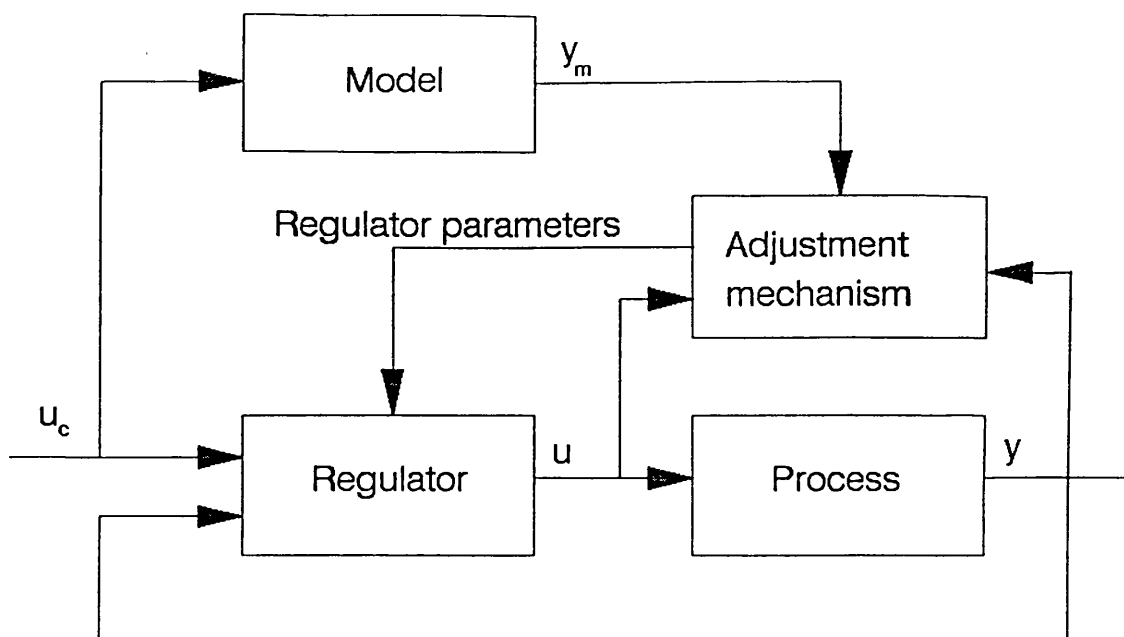 Model
y_m
Regulator parameters
Adjustment
mechanism
u_c
Regulator
u
Process
y